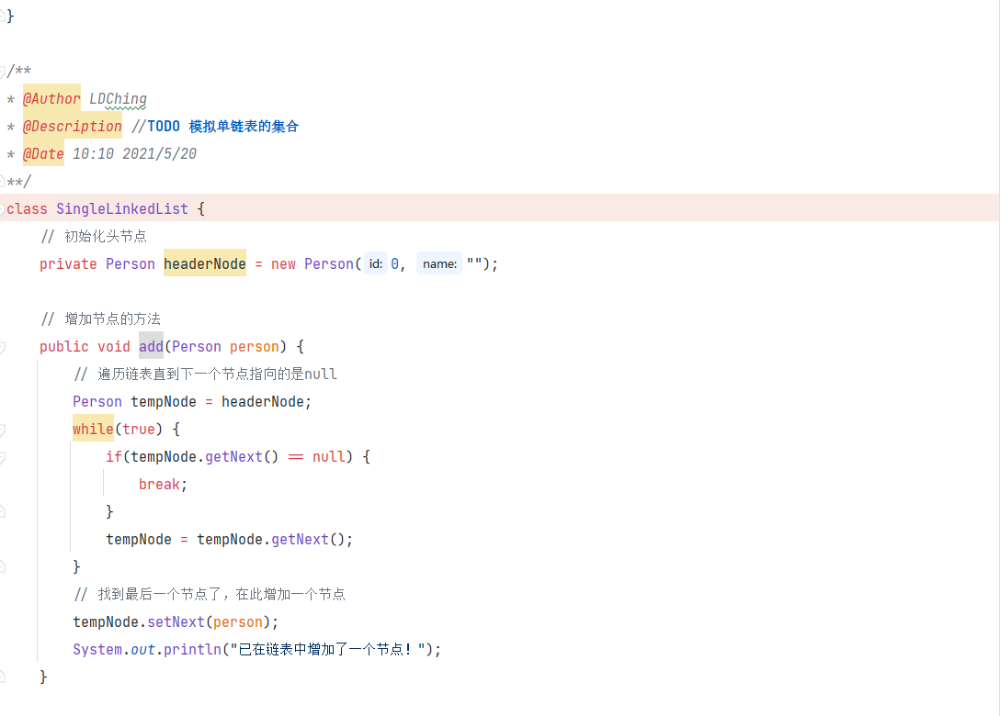 }
/**
* @Author LDChing
* @Description //TODO 模拟单链表的集合
* @Date 10:10 2021/5/20
**/
class SingleLinkedList {
// 初始化头节点
private Person headerNode = new Person( id: 0, name: "");
// 增加节点的方法
public void add(Person person) {
// 遍历链表直到下一个节点指向的是null
Person tempNode = headerNode;
while(true) {
if(tempNode.getNext() == null) {
break;
}
tempNode = tempNode.getNext();
}
// 找到最后一个节点了，在此增加一个节点
tempNode.setNext(person);
System.out.println("已在链表中增加了一个节点！");
}